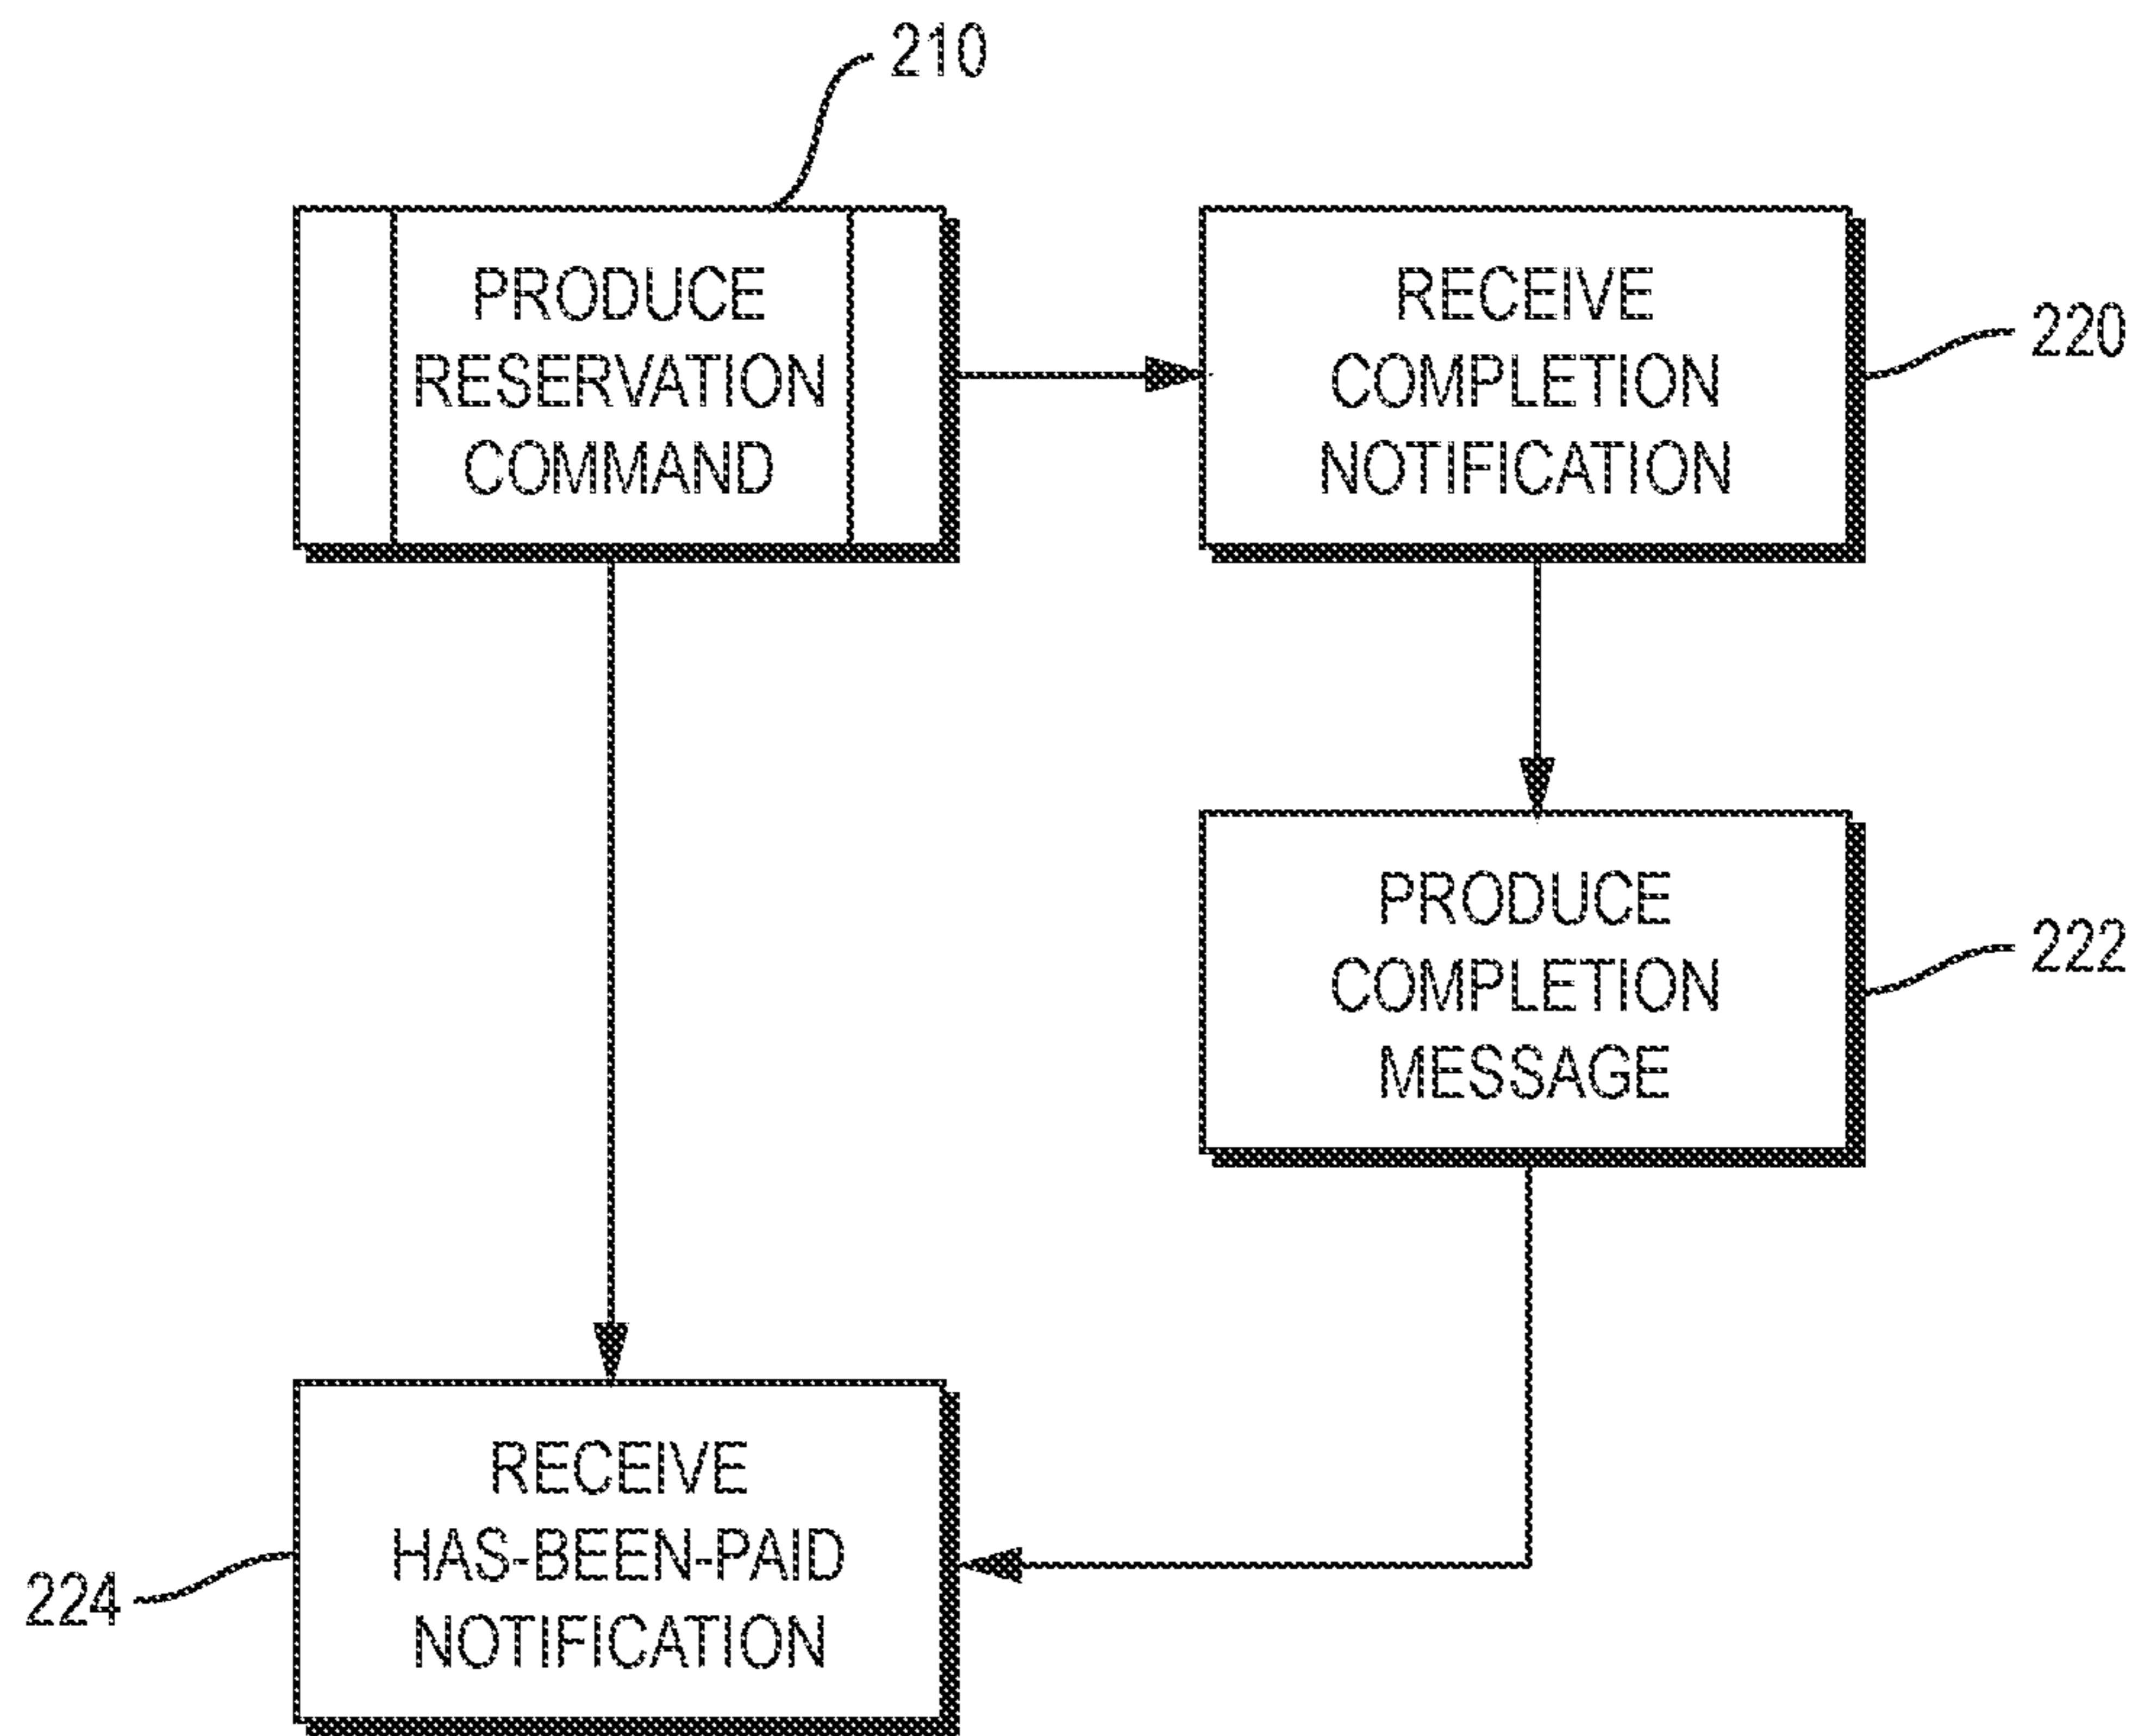 210
PRODUCE
RESERVATION
COMMAND
RECEIVE
COMPLETION
NOTIFICATION
220
PRODUCE
COMPLETION
MESSAGE
222
RECEIVE
HAS-BEEN-PAID
NOTIFICATION
224